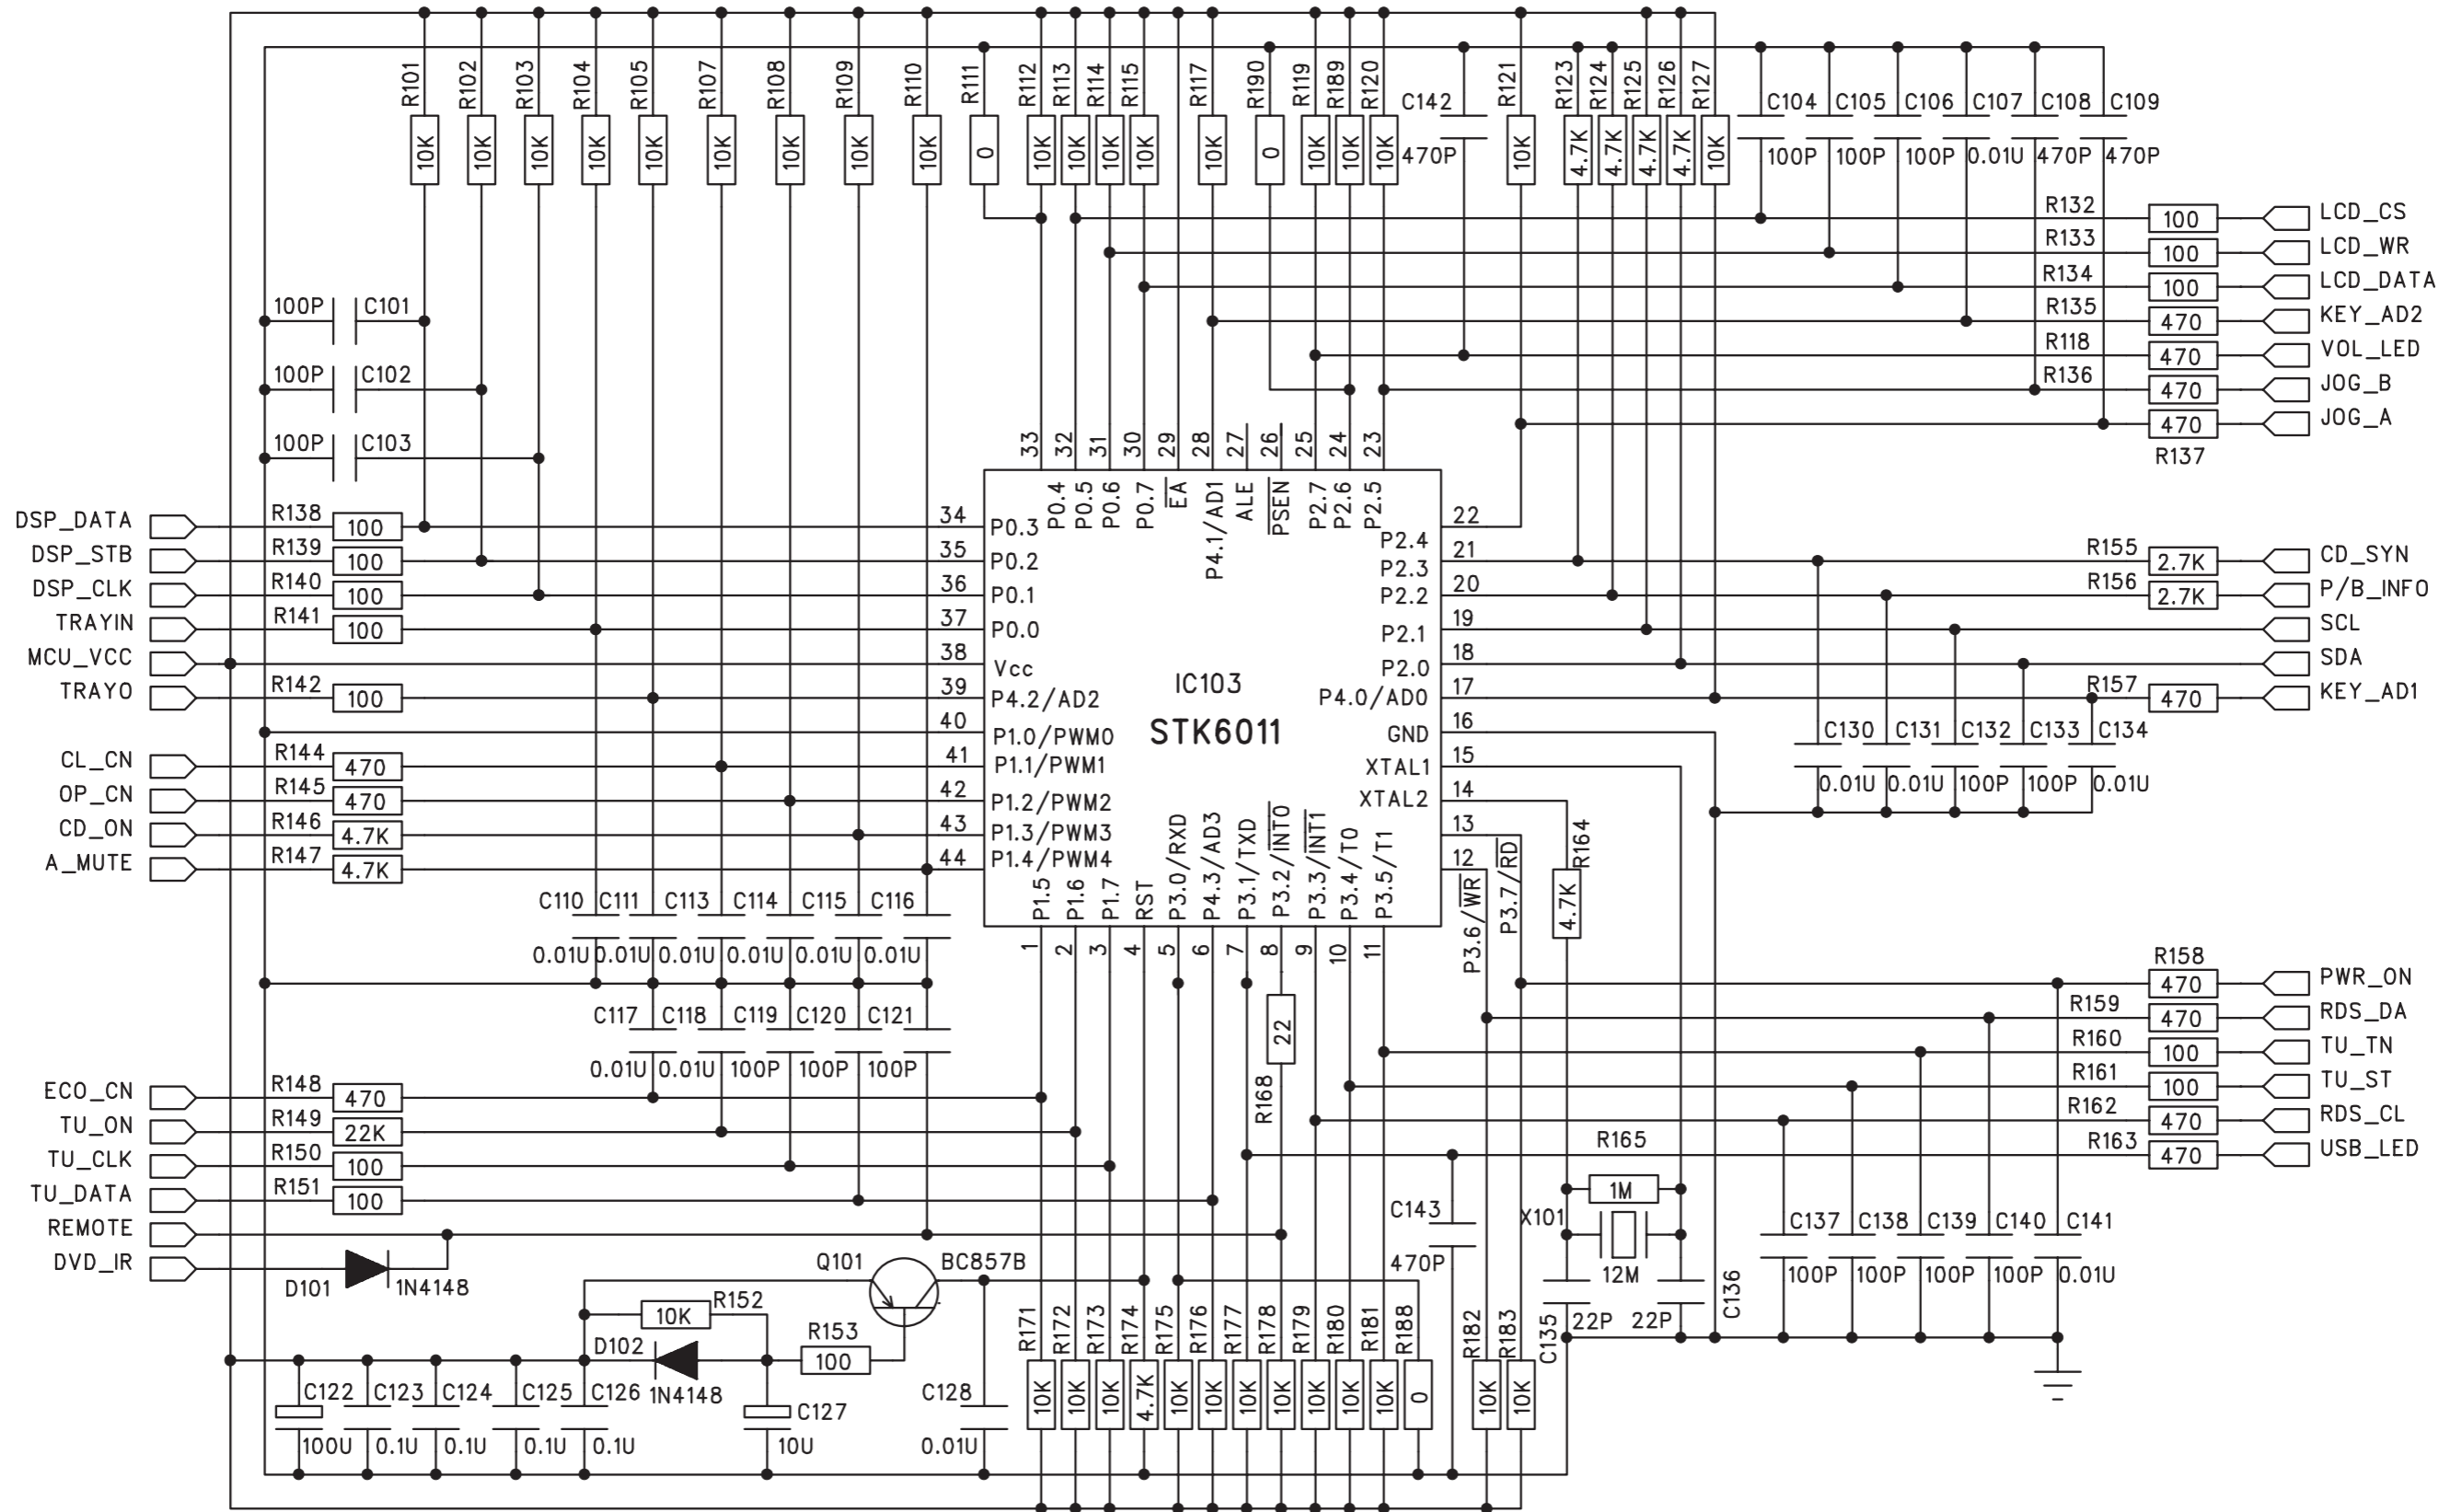 R101
R102
R103
R104
R105
R107
R108
R109
R110
R111
R112
R113
R114
R115
R117
R190
R119
R189
R120
C142
R121
R123
R124
R125
R126
R127
C104
C105
C106
C107
C108
C109
10K
10K
10K
10K
10K
10K
10K
10K
10K
0
10K
10K
10K
10K
10K
0
10K
10K
10K
470P
10K
4.7K
4.7K
4.7K
4.7K
10K
100P
100P
100P
0.01U
470P
470P
R132
100
LCD_CS
R133
100
LCD_WR
R134
100
LCD_DATA
R135
470
KEY_AD2
R118
470
VOL_LED
R136
470
JOG_B
470
JOG_A
R137
100P
C101
100P
C102
100P
C103
33
32
31
30
29
28
27
26
25
24
23
P0.4
P0.5
P0.6
P0.7
EA
P4.1/AD1
ALE
PSEN
P2.7
P2.6
P2.5
DSP_DATA
R138
100
34
P0.3
DSP_STB
R139
100
35
P0.2
DSP_CLK
R140
100
36
P0.1
TRAYIN
R141
100
37
P0.0
MCU_VCC
38
Vcc
TRAYO
R142
100
39
P4.2/AD2
40
P1.0/PWM0
CL_CN
R144
470
41
P1.1/PWM1
OP_CN
R145
470
42
P1.2/PWM2
CD_ON
R146
4.7K
43
P1.3/PWM3
A_MUTE
R147
4.7K
44
P1.4/PWM4
IC103
STK6011
P2.4
22
P2.3
21
R155
2.7K
CD_SYN
P2.2
20
R156
2.7K
P/B_INFO
P2.1
19
SCL
P2.0
18
SDA
P4.0/AD0
17
R157
470
KEY_AD1
GND
16
XTAL1
15
XTAL2
14
13
P3.7/RD
12
P3.6/WR
C130
C131
C132
C133
C134
0.01U
0.01U
100P
100P
0.01U
R164
4.7K
P1.5
P1.6
P1.7
RST
P3.0/RXD
P4.3/AD3
P3.1/TXD
P3.2/INT0
P3.3/INT1
P3.4/T0
P3.5/T1
1
2
3
4
5
6
7
8
9
10
11
C110
C111
C113
C114
C115
C116
0.01U
0.01U
0.01U
0.01U
0.01U
0.01U
C117
C118
C119
C120
C121
0.01U
0.01U
100P
100P
100P
22
R168
R158
470
PWR_ON
R159
470
RDS_DA
R160
100
TU_TN
R161
100
TU_ST
R162
470
RDS_CL
R163
470
USB_LED
ECO_CN
R148
470
TU_ON
R149
22K
TU_CLK
R150
100
TU_DATA
R151
100
REMOTE
DVD_IR
D101
1N4148
R165
1M
X101
12M
C143
470P
C135
22P
22P
C136
C137
C138
C139
C140
C141
100P
100P
100P
100P
0.01U
Q101
BC857B
10K
R152
D102
1N4148
R153
100
C122
C123
C124
C125
C126
100U
0.1U
0.1U
0.1U
0.1U
C127
10U
C128
0.01U
R171
R172
R173
R174
R175
R176
R177
R178
R179
R180
R181
R188
R182
R183
10K
10K
10K
4.7K
10K
10K
10K
10K
10K
10K
10K
0
10K
10K